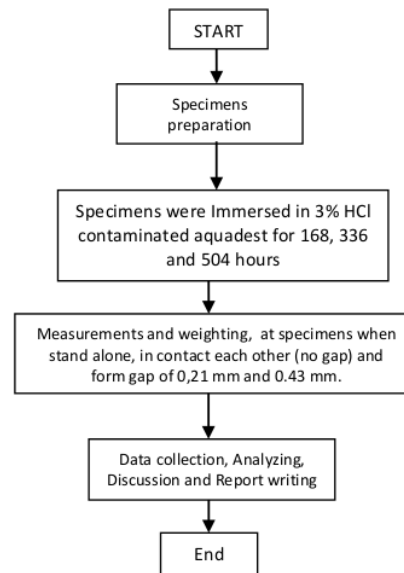 START
Specimens
preparation
Specimens were Immersed in 3% HCl
contaminated aquadest for 168, 336
and 504 hours
Measurements and weighting, at specimens when
stand alone, in contact each other (no gap) and
form gap of 0,21 mm and 0.43 mm.
Data collection, Analyzing,
Discussion and Report writing
End